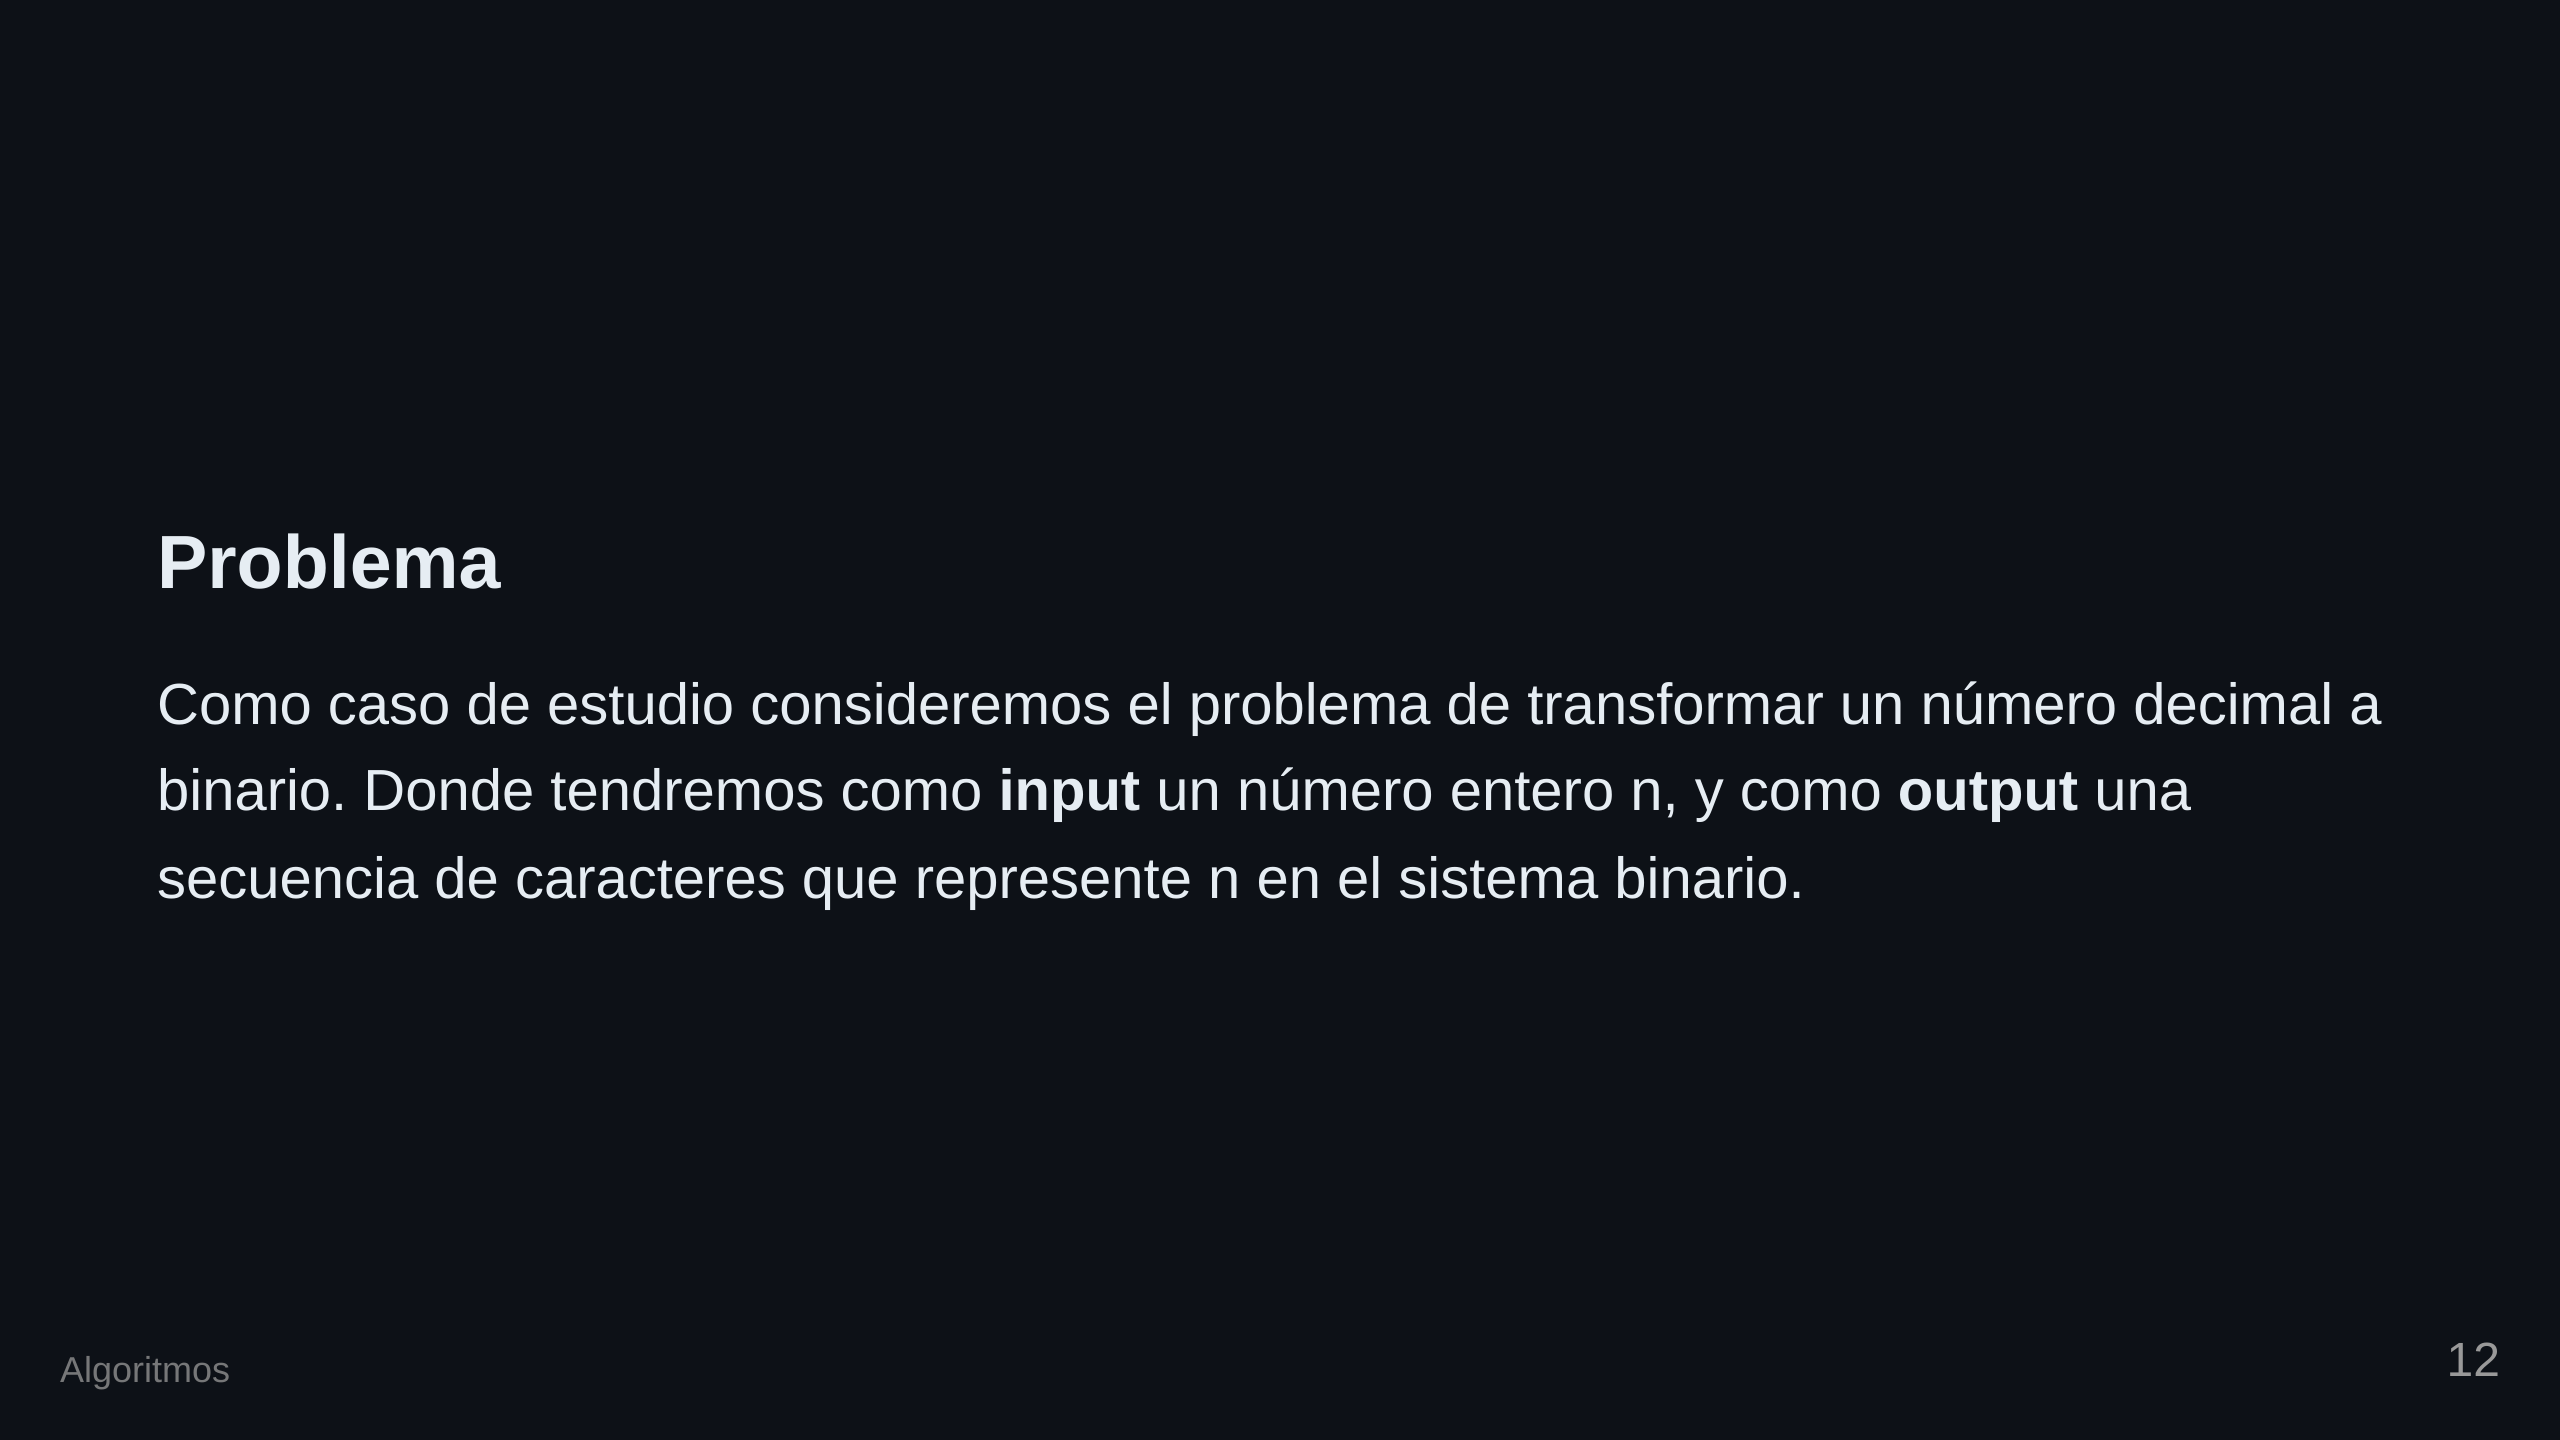 Problema
Como caso de estudio consideremos el problema de transformar un número decimal a
binario. Donde tendremos como input un número entero n, y como output una
secuencia de caracteres que represente n en el sistema binario.
Algoritmos
12